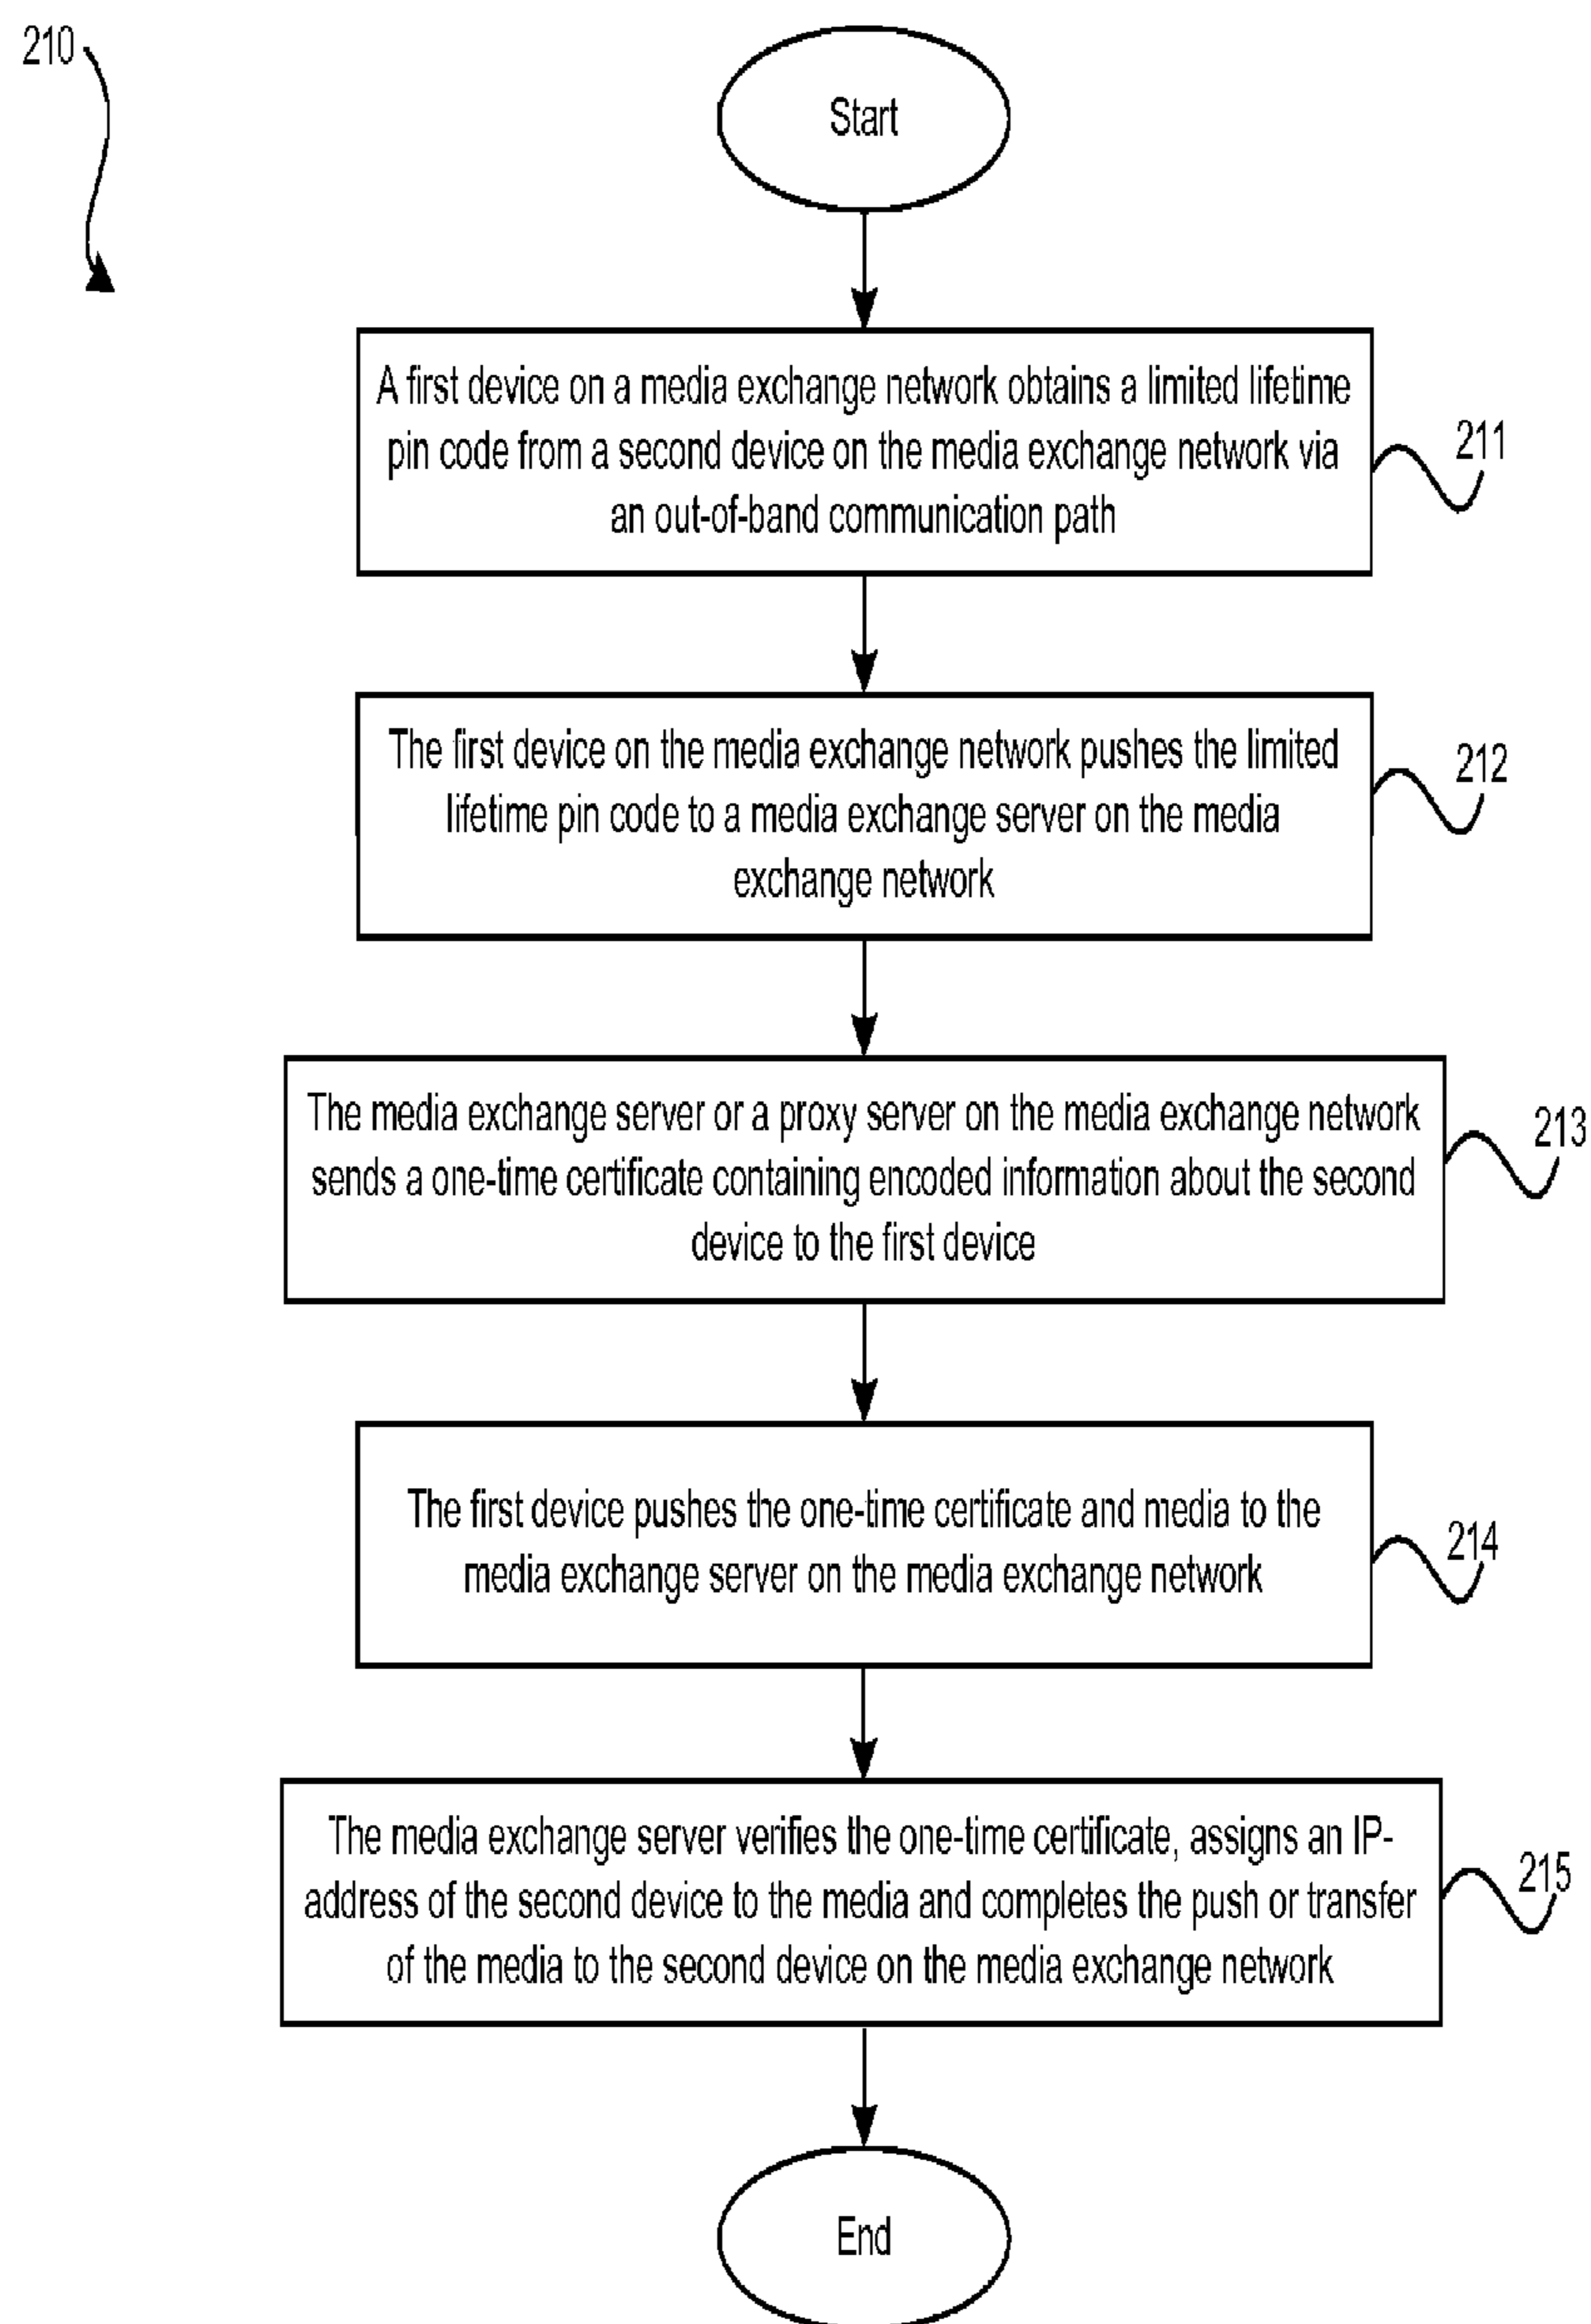 210
Start
A first device on a media exchange network obtains a limited lifetime
pin code from a second device on the media exchange network via
an out-of-band communication path
211
The first device on the media exchange network pushes the limited
lifetime pin code to a media exchange server on the media
exchange network
212
The media exchange server or a proxy server on the media exchange network
sends a one-time certificate containing encoded information about the second
device to the first device
213
The first device pushes the one-time certificate and media to the
media exchange server on the media exchange network
214
The media exchange server verifies the one-time certificate, assigns an IP-
address of the second device to the media and completes the push or transfer
of the media to the second device on the media exchange network
215
End